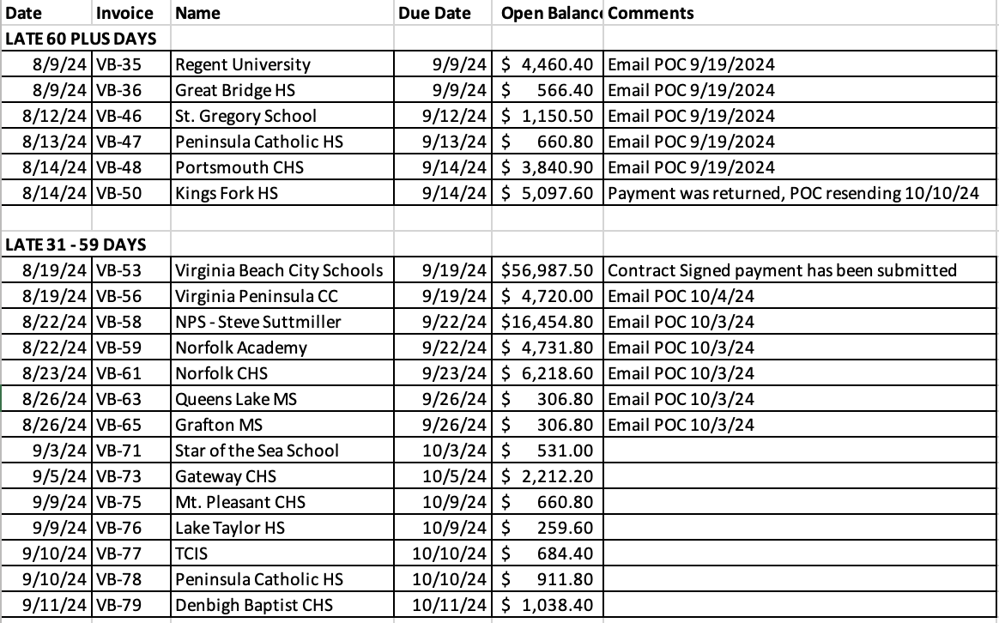 Date Invoice Name Due Date Open Balanc Comments
LATE 60 PLUS DAYS
8/9/24 VB-35 Regent University 9/9/24 $ 4,460.40 Email POC 9/19/2024
8/9/24 VB-36 Great Bridge HS 9/9/24 $ 566.40 Email POC 9/19/2024
8/12/24 VB-46 St. Gregory School 9/12/24 $ 1,150.50 Email POC 9/19/2024
8/13/24 VB-47 Peninsula Catholic HS 9/13/24 $ 660.80 Email POC 9/19/2024
8/14/24 VB-48 Portsmouth CHS 9/14/24 $ 3,840.90 Email POC 9/19/2024
8/14/24 VB-50 Kings Fork HS 9/14/24 $ 5,097.60 Payment was returned, POC resending 10/10/24
LATE 31 - 59 DAYS
8/19/24 VB-53 Virginia Beach City Schools 9/19/24 $56,987.50 Contract Signed payment has been submitted
8/19/24 VB-56 Virginia Peninsula CC 9/19/24 $ 4,720.00 Email POC 10/4/24
8/22/24 VB-58 NPS - Steve Suttmiller 9/22/24 $16,454.80 Email POC 10/3/24
8/22/24 VB-59 Norfolk Academy 9/22/24 $ 4,731.80 Email POC 10/3/24
8/23/24 VB-61 Norfolk CHS 9/23/24 $ 6,218.60 Email POC 10/3/24
8/26/24 VB-63 Queens Lake MS 9/26/24 $ 306.80 Email POC 10/3/24
8/26/24 VB-65 Grafton MS 9/26/24 $ 306.80 Email POC 10/3/24
9/3/24 VB-71 Star of the Sea School 10/3/24 $ 531.00
9/5/24 VB-73 Gateway CHS 10/5/24 $ 2,212.20
9/9/24 VB-75 Mt. Pleasant CHS 10/9/24 $ 660.80
9/9/24 VB-76 Lake Taylor HS 10/9/24 $ 259.60
9/10/24 VB-77 TCIS 10/10/24 $ 684.40
9/10/24 VB-78 Peninsula Catholic HS 10/10/24 $ 911.80
9/11/24 VB-79 Denbigh Baptist CHS 10/11/24 $ 1,038.40